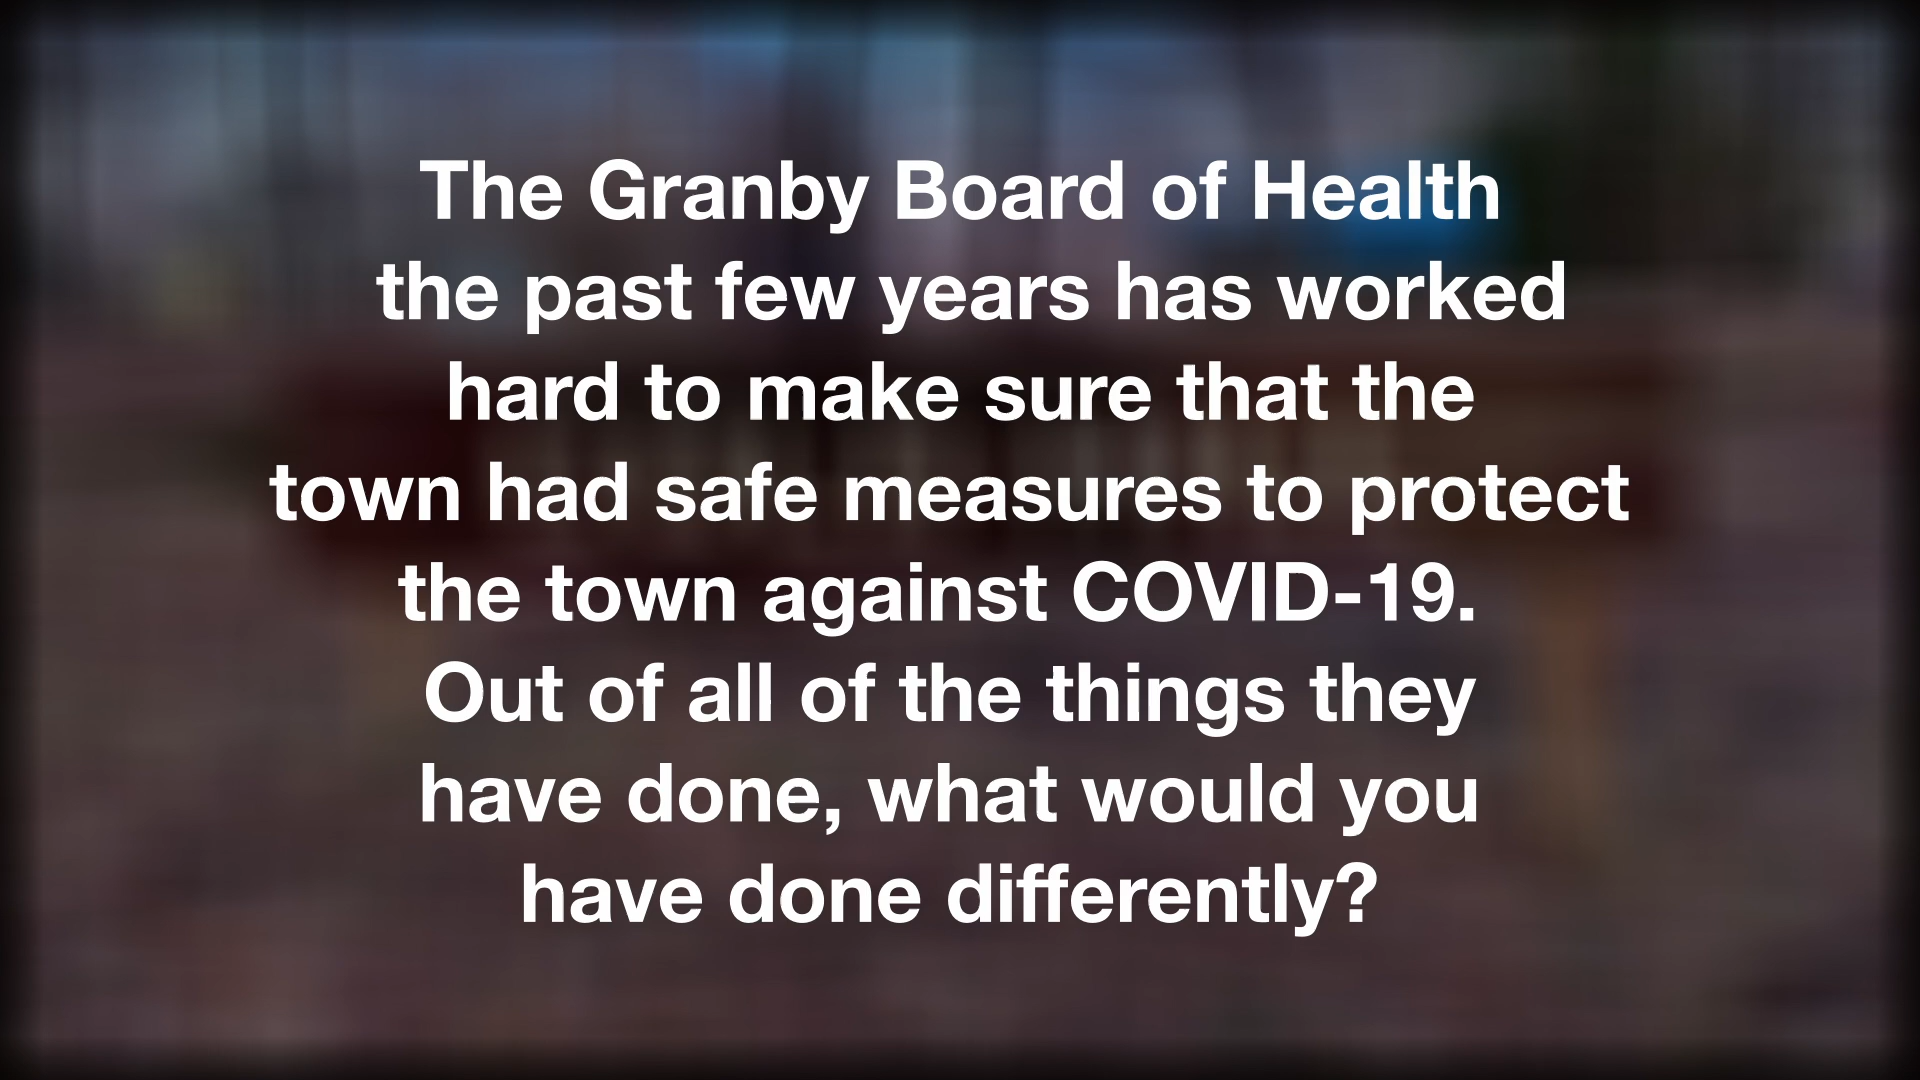 The Granby Board of Health
the past few years has worked
hard to make sure that the
town had safe measures to protect
the town against COVID-19.
Out of all of the things they
have done, what would you
have done differently?